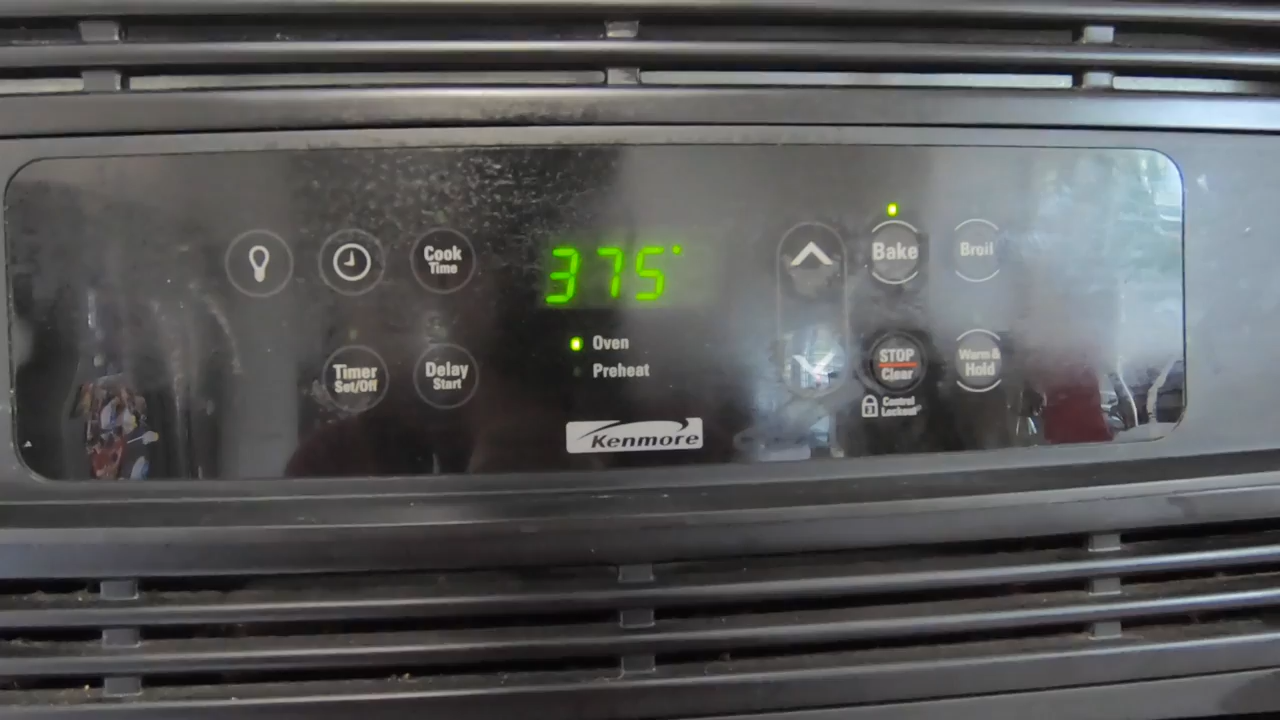 Cook
Time
375°
Bake
Broil
Oven
Preheat
Timer
Set/Off
Delay
Start
STOP
Clear
Warm &
Hold
Control
Lockout
Kenmore